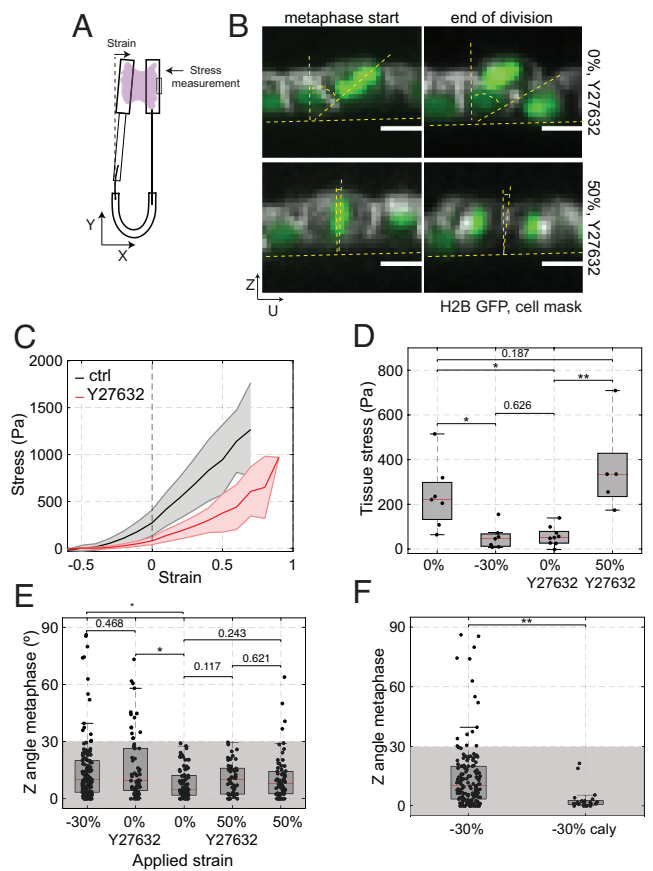 A
Strain
Stress
measurement
Y
X
B
metaphase start
end of division
0%, Y27632
50%, Y27632
Z
U
H2B GFP, cell mask
C
2000
1500
1000
500
0
Stress (Pa)
ctrl
Y27632
-0.5
0
0.5
1
Strain
D
800
600
400
200
0
Tissue stress (Pa)
0.187
*
**
*
0.626
0%
-30%
0%
Y27632
50%
Y27632
E
90
60
30
0
Z angle metaphase (º)
*
0.468
*
0.243
0.117
0.621
-30%
0%
Y27632
0%
50%
Y27632
50%
Applied strain
F
90
60
30
0
Z angle metaphase
**
-30%
-30% caly